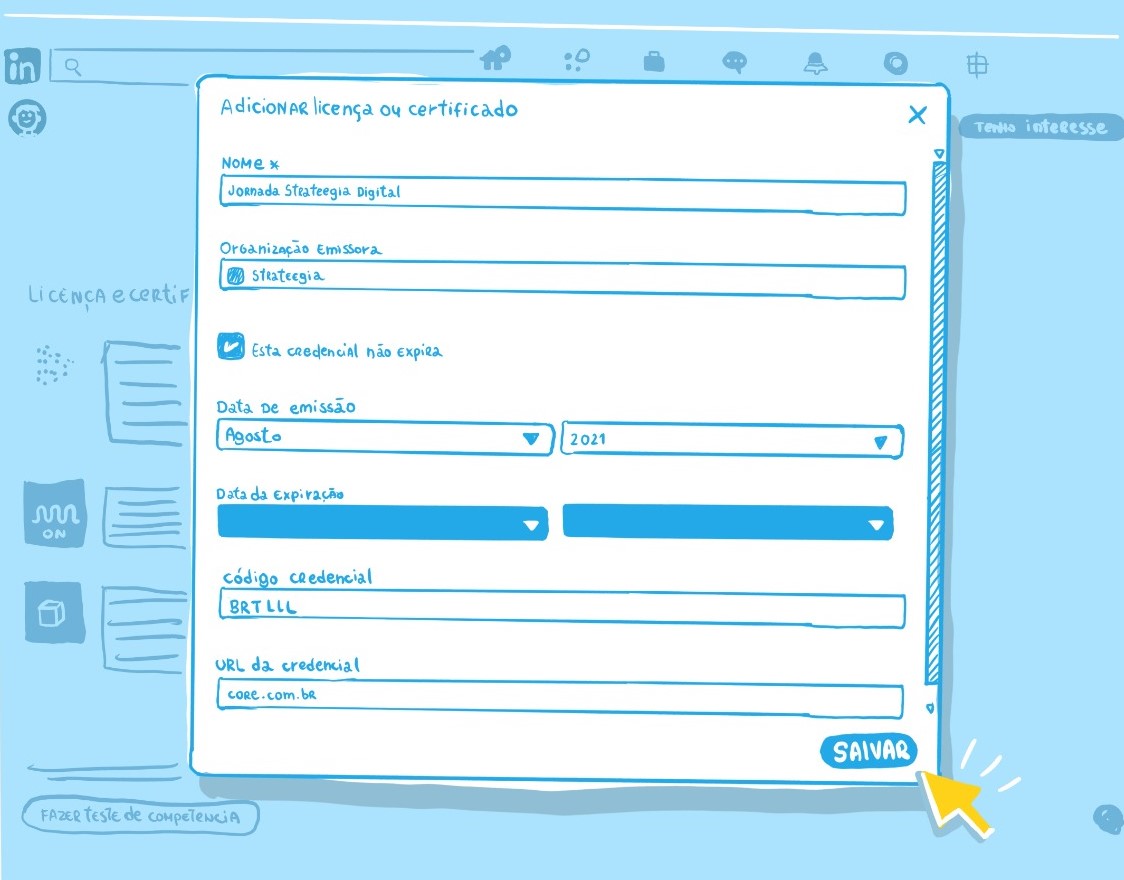 in
Adicionar licença ou certificado
Tenho interesse
Nome *
Jornada Strateegia Digital
Organização Emissora
Strateegia
Licença e certif
Esta credencial não expira
Data de emissão
Agosto
2021
Data da Expiração
código credencial
BRTLLL
ON
URL da credencial
core.com.br
SAlVAR
Fazer teste de competencia